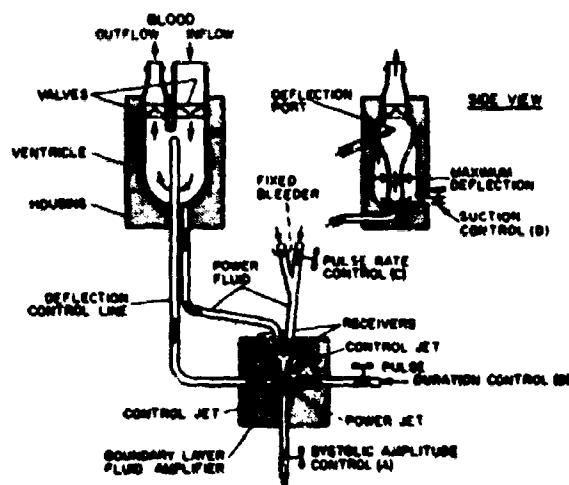 BLOOD
OUTFLOW INFLOW
VALVES
VENTRICLE
HOUSING
DEFLECTION
CONTROL LINE
POWER
FLUID
FIXED
BLEEDER
PULSE RATE
CONTROL (C)
RECEIVERS
CONTROL JET
PULSE
DURATION CONTROL (B)
CONTROL JET
POWER JET
BOUNDARY LAYER
FLUID AMPLIFIER
SYSTOLIC AMPLITUDE
CONTROL (A)
DEFLECTION
PORT
SIDE VIEW
MAXIMUM
DEFLECTION
SUCTION
CONTROL (D)